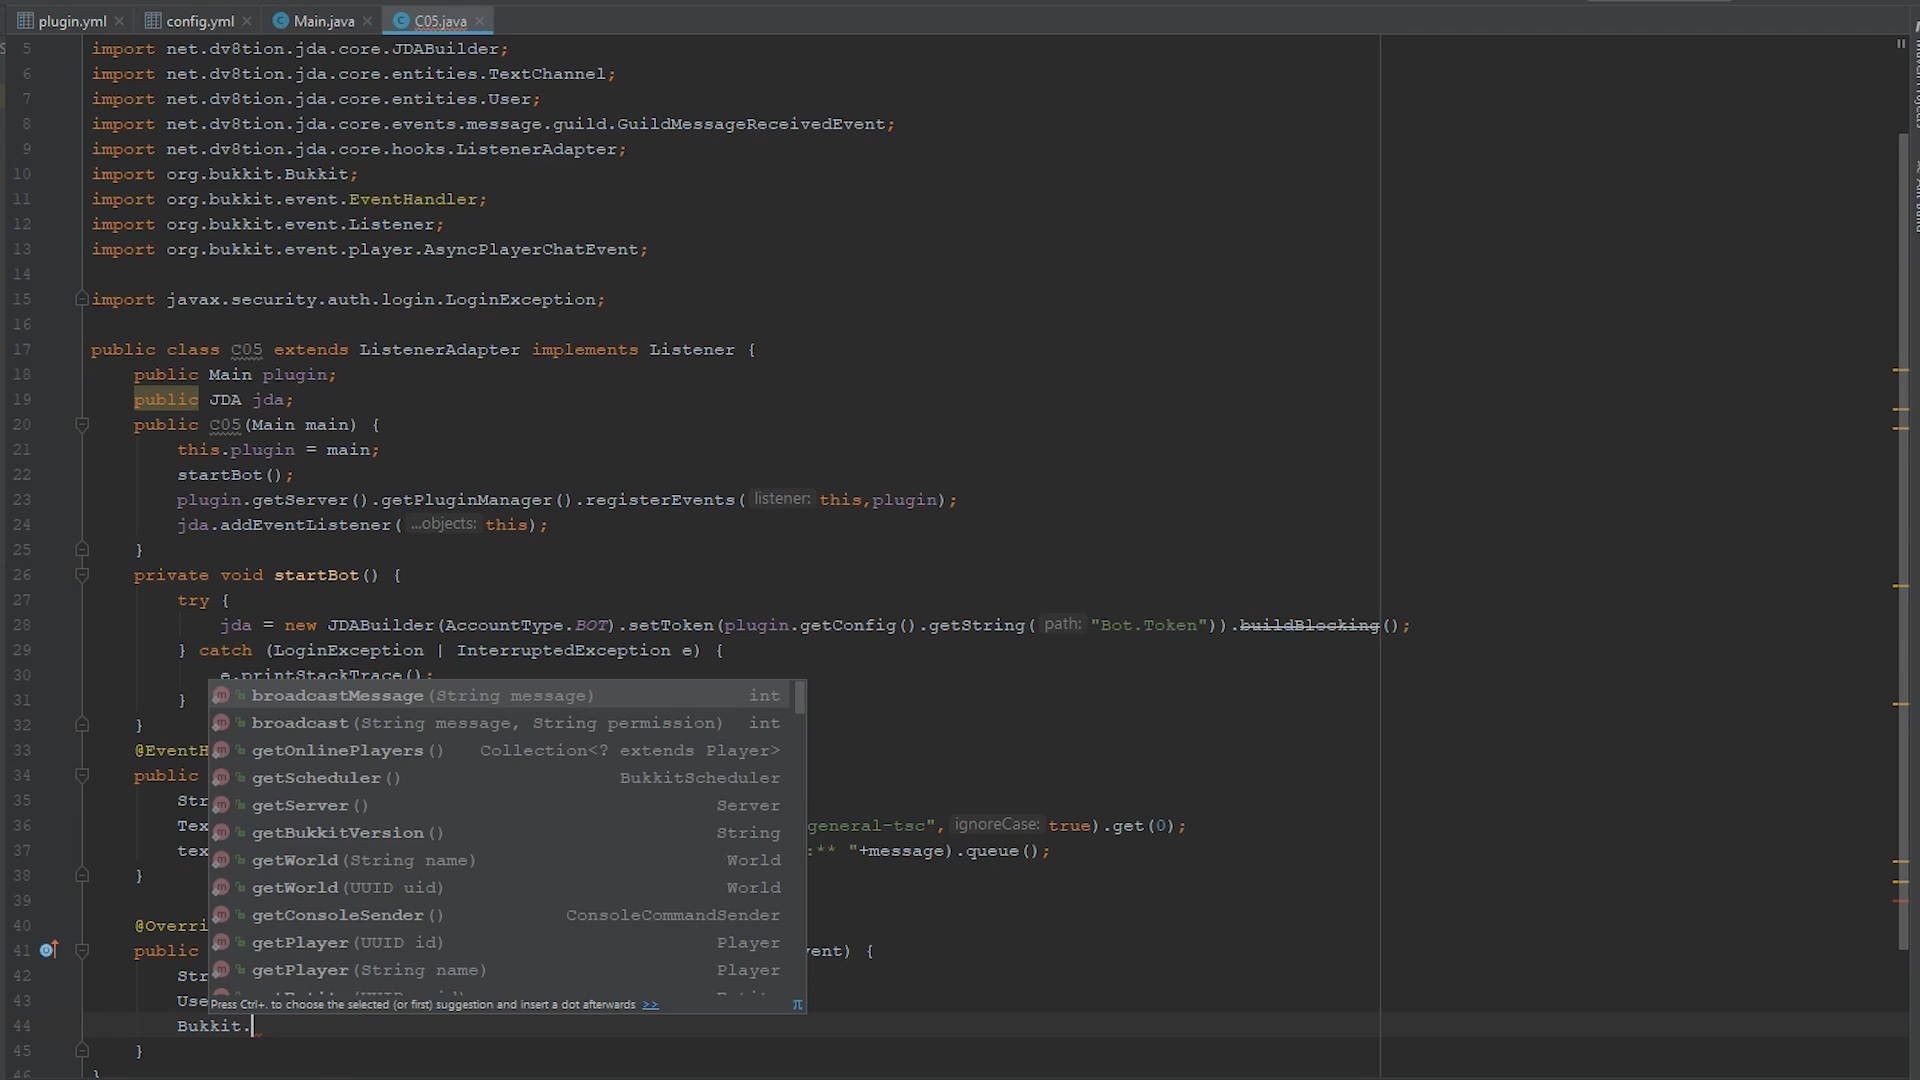 plugin.yml
config.yml
Main.java
C05.java
5 import net.dv8tion.jda.core.JDABuilder;
6 import net.dv8tion.jda.core.entities.TextChannel;
7 import net.dv8tion.jda.core.entities.User;
8 import net.dv8tion.jda.core.events.message.guild.GuildMessageReceivedEvent;
9 import net.dv8tion.jda.core.hooks.ListenerAdapter;
10 import org.bukkit.Bukkit;
11 import org.bukkit.event.EventHandler;
12 import org.bukkit.event.Listener;
13 import org.bukkit.event.player.AsyncPlayerChatEvent;
14
15 import javax.security.auth.login.LoginException;
16
17 public class C05 extends ListenerAdapter implements Listener {
18 public Main plugin;
19 public JDA jda;
20 public C05(Main main) {
21 this.plugin = main;
22 startBot();
23 plugin.getServer().getPluginManager().registerEvents( listener: this,plugin);
24 jda.addEventListener( ...objects: this);
25 }
26 private void startBot() {
27 try {
28 jda = new JDABuilder(AccountType.BOT).setToken(plugin.getConfig().getString( path: "Bot.Token")).buildBlocking();
29 } catch (LoginException | InterruptedException e) {
30 e.printStackTrace();
31 }
32 }
33 @EventH
34 public
35 Str
36 Tex general-tsc", ignoreCase: true).get(0);
37 tex :** "+message).queue();
38 }
39
40 @Overri
41 public vent) {
42 Str
43 Use
44 Bukkit.
45 }
46 }
broadcastMessage(String message) int
broadcast(String message, String permission) int
getOnlinePlayers() Collection<? extends Player>
getScheduler() BukkitScheduler
getServer() Server
getBukkitVersion() String
getWorld(String name) World
getWorld(UUID uid) World
getConsoleSender() ConsoleCommandSender
getPlayer(UUID id) Player
getPlayer(String name) Player
Press Ctrl+. to choose the selected (or first) suggestion and insert a dot afterwards >> π